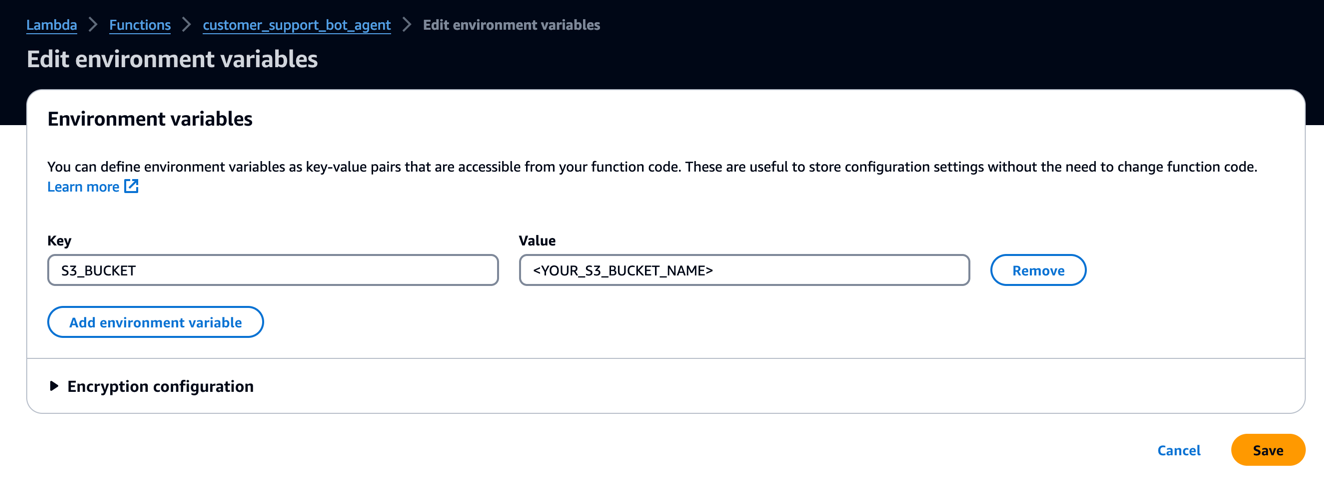 Lambda > Functions > customer_support_bot_agent > Edit environment variables
Edit environment variables
Environment variables
You can define environment variables as key-value pairs that are accessible from your function code. These are useful to store configuration settings without the need to change function code.
Learn more
Key Value
S3_BUCKET <YOUR_S3_BUCKET_NAME> Remove
Add environment variable
Encryption configuration
Cancel Save